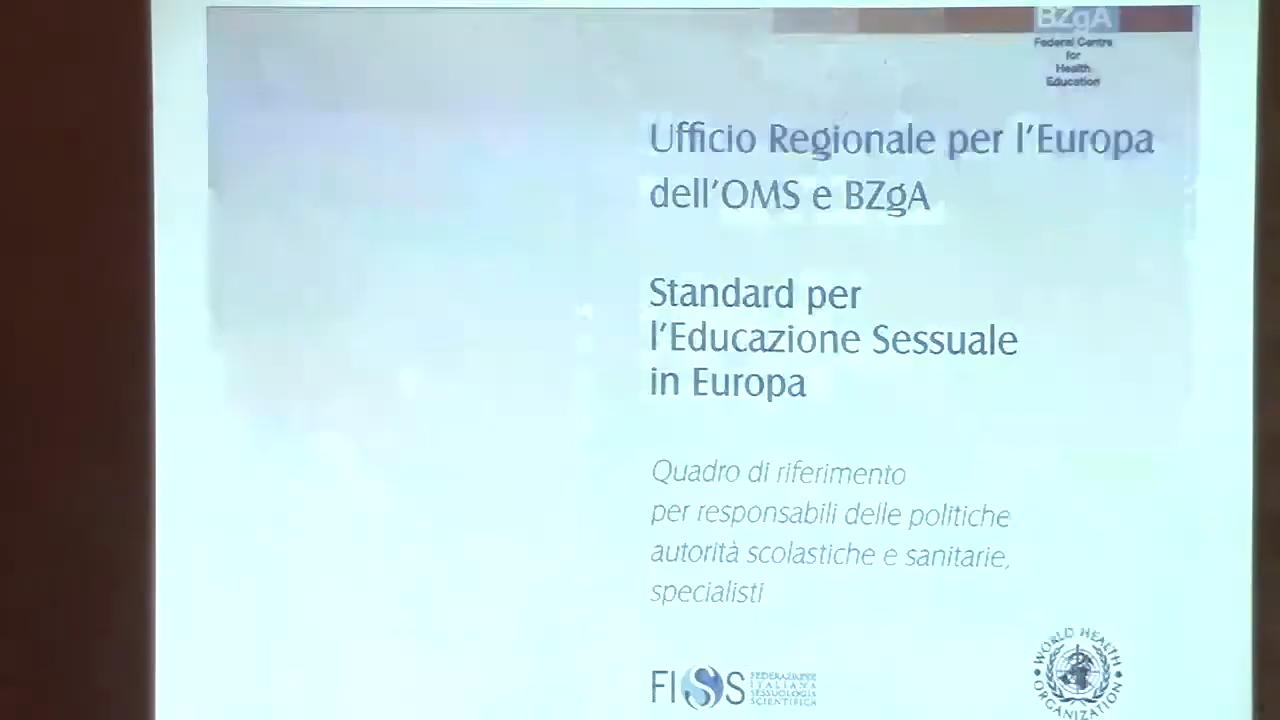 BZgA
Federal Centre
for
Health
Education
Ufficio Regionale per l'Europa
dell'OMS e BZgA
Standard per
l'Educazione Sessuale
in Europa
Quadro di riferimento
per responsabili delle politiche
autorità scolastiche e sanitarie,
specialisti
FISS FEDERAZIONE
ITALIANA
SESSUOLOGIA
SCIENTIFICA
WORLD HEALTH
ORGANIZATION